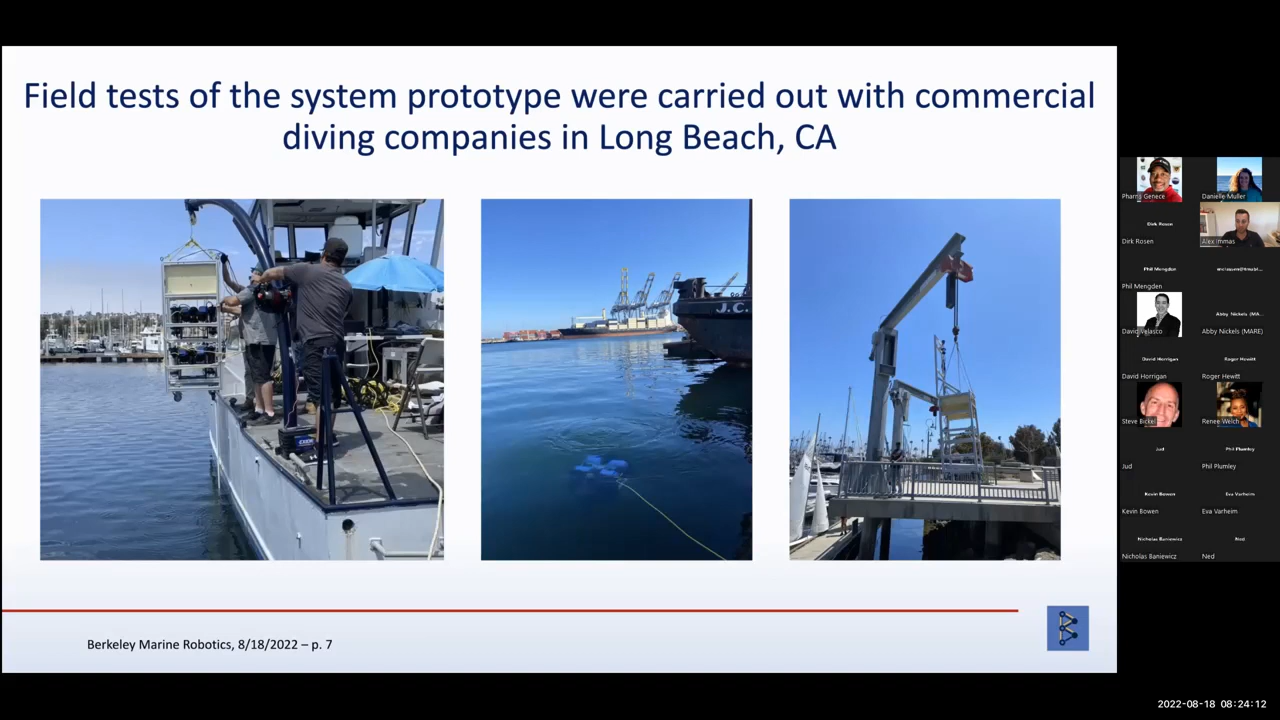 Field tests of the system prototype were carried out with commercial
diving companies in Long Beach, CA
J.C.
Berkeley Marine Robotics, 8/18/2022 – p. 7
B
Pharng Genece
Danielle Muller
Dirk Rosen
Dirk Rosen
Alex Immas
Phil Mengden
Phil Mengden
David Velasco
Abby Nickels (MA...
Abby Nickels (MARE)
David Horrigan
Roger Hewitt
David Horrigan
Roger Hewitt
Steve Bickel
Renee Welch
Jud
Phil Plumley
Jud
Phil Plumley
Kevin Bowen
Eva Varheim
Kevin Bowen
Eva Varheim
Nicholas Baniewicz
Ned
Nicholas Baniewicz
Ned
2022-08-18 08:24:12